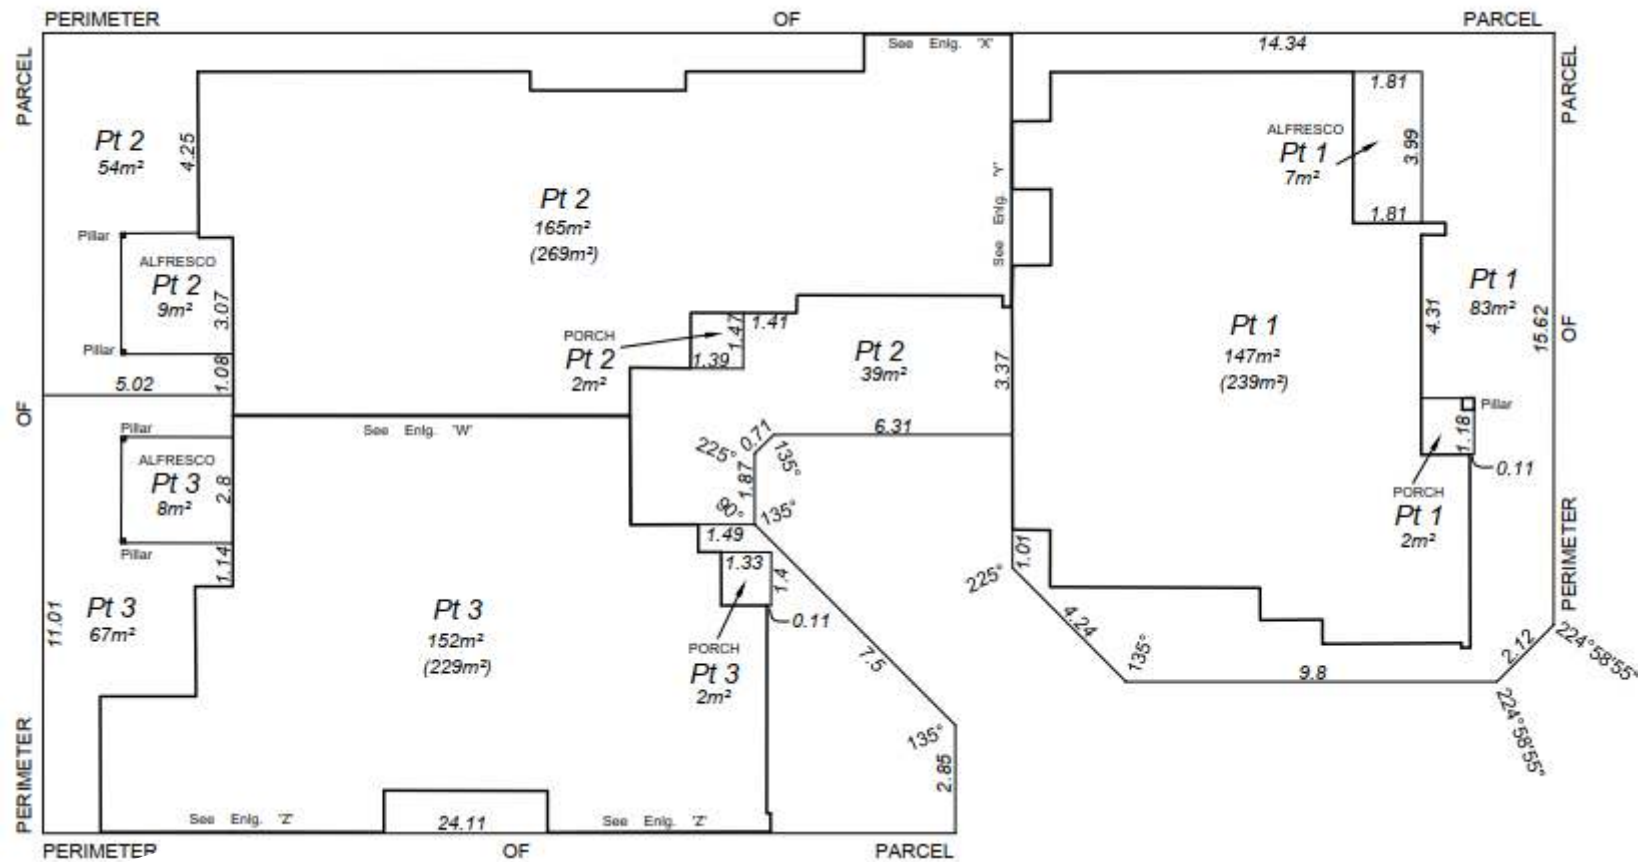 PERIMETER OF PARCEL
PARCEL
See Enlg. 'X'
14.34
PARCEL
1.81
ALFRESCO
Pt 1
7m²
3.99
1.81
Pt 2
54m²
4.25
Pt 2
165m²
(269m²)
See Enlg. 'Y'
Pillar
ALFRESCO
Pt 2
9m²
3.07
Pillar
1.08
5.02
PORCH
Pt 2
2m²
1.47
1.41
1.39
Pt 2
39m²
3.37
Pt 1
147m²
(239m²)
4.31
Pt 1
83m²
15.62
OF
OF
Pillar
1.18
0.11
PORCH
Pt 1
2m²
See Enlg. 'W'
Pillar
ALFRESCO
Pt 3
8m²
2.8
Pillar
1.14
225°
0.71
135°
6.31
1.87
90°
135°
1.49
1.33
1.4
0.11
PORCH
Pt 3
2m²
7.5
135°
2.85
225°
1.01
4.24
135°
9.8
2.12
224°58'55"
224°58'55"
PERIMETER
Pt 3
67m²
11.01
Pt 3
152m²
(229m²)
PERIMETER
See Enlg. 'Z'
24.11
See Enlg. 'Z'
PERIMETER OF PARCEL